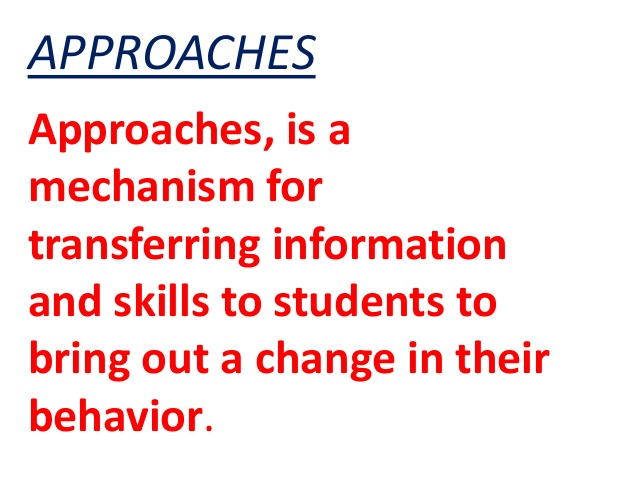 APPROACHES
Approaches, is a
mechanism for
transferring information
and skills to students to
bring out a change in their
behavior.